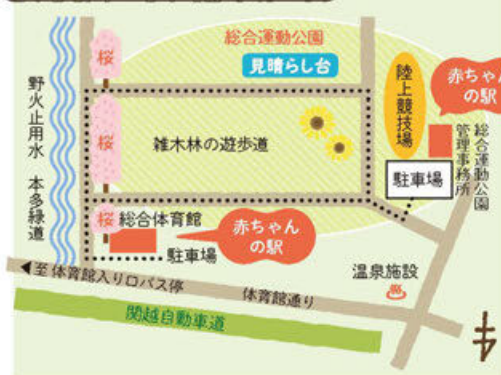 総合運動公園
見晴らし台
桜
陸上競技場
赤ちゃん
の駅
野火止用水 本多緑道
桜
雑木林の遊歩道
総合運動公園
管理事務所
駐車場
桜
総合体育館
赤ちゃん
の駅
駐車場
温泉施設
◀至 体育館入り口バス停
体育館通り
関越自動車道